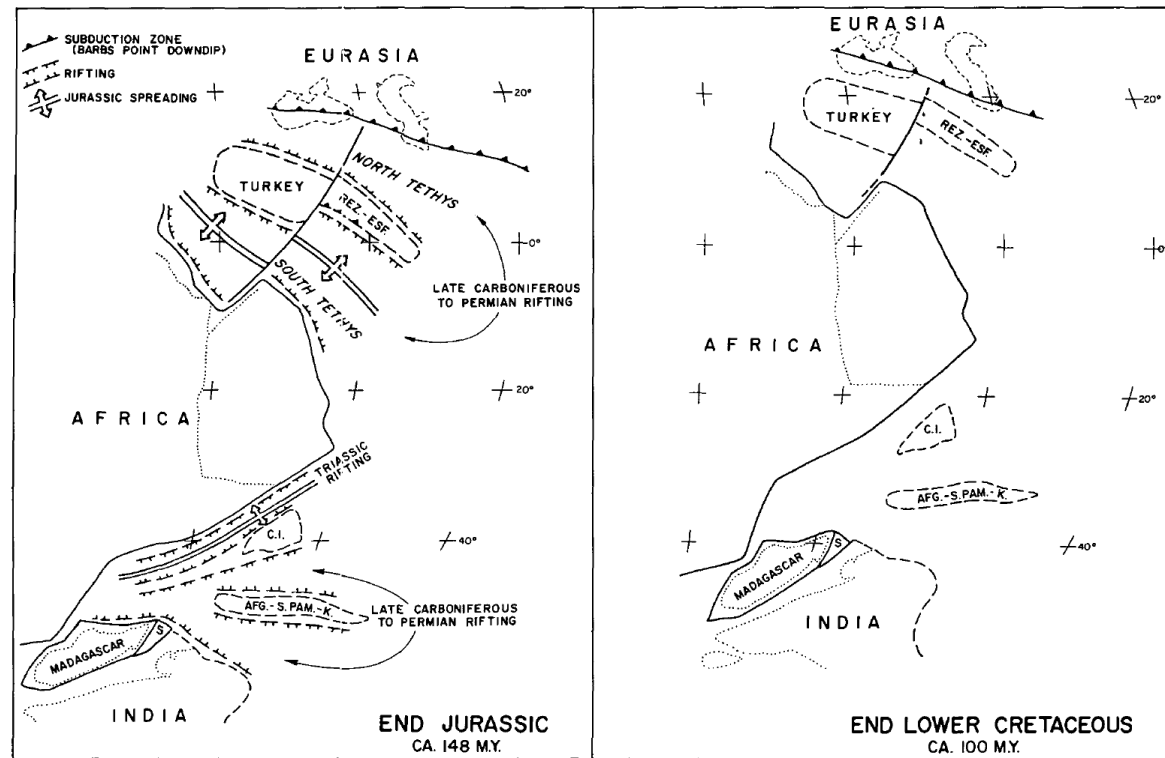 SUBDUCTION ZONE
(BARBS POINT DOWNDIP)
RIFTING
JURASSIC SPREADING
EURASIA
20°
NORTH TETHYS
TURKEY
REZ.-ESF.
0°
SOUTH TETHYS
LATE CARBONIFEROUS
TO PERMIAN RIFTING
20°
AFRICA
TRIASSIC
RIFTING
C.I.
40°
AFG.-S.PAM.-K.
LATE CARBONIFEROUS
TO PERMIAN RIFTING
S
MADAGASCAR
INDIA
END JURASSIC
CA. 148 M.Y.
EURASIA
20°
TURKEY
REZ.-ESF.
0°
AFRICA
20°
C.I.
AFG.-S.PAM.-K.
40°
S
MADAGASCAR
INDIA
END LOWER CRETACEOUS
CA. 100 M.Y.